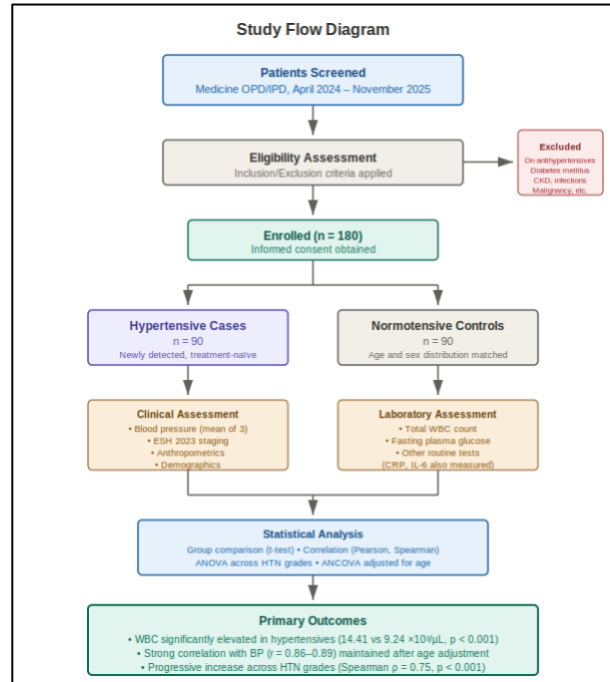 Study Flow Diagram
Patients Screened
Medicine OPD/IPD, April 2024 – November 2025
Eligibility Assessment
Inclusion/Exclusion criteria applied
Excluded
On antihypertensives
Diabetes mellitus
CKD, infections
Malignancy, etc.
Enrolled (n = 180)
Informed consent obtained
Hypertensive Cases
n = 90
Newly detected, treatment-naïve
Normotensive Controls
n = 90
Age and sex distribution matched
Clinical Assessment
• Blood pressure (mean of 3)
• ESH 2023 staging
• Anthropometrics
• Demographics
Laboratory Assessment
• Total WBC count
• Fasting plasma glucose
• Other routine tests
(CRP, IL-6 also measured)
Statistical Analysis
Group comparison (t-test) • Correlation (Pearson, Spearman)
ANOVA across HTN grades • ANCOVA adjusted for age
Primary Outcomes
• WBC significantly elevated in hypertensives (14.41 vs 9.24 ×10³/µL, p < 0.001)
• Strong correlation with BP (r = 0.86–0.89) maintained after age adjustment
• Progressive increase across HTN grades (Spearman ρ = 0.75, p < 0.001)